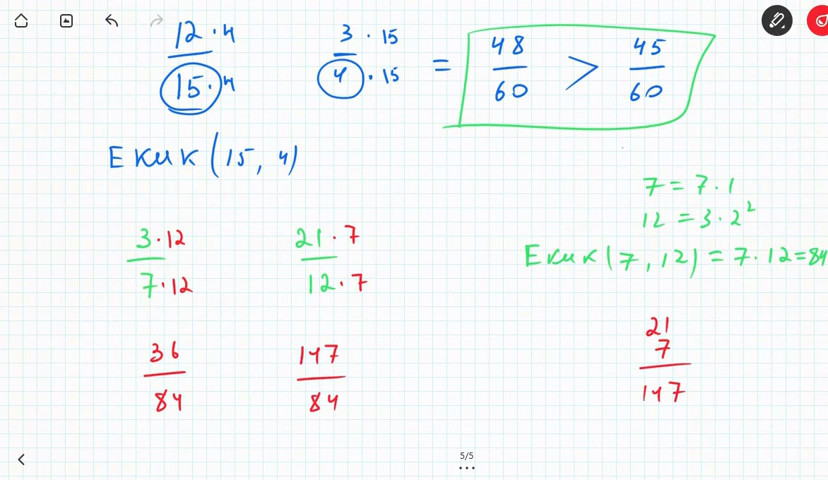 12·4 / 15·4   3·15 / 4·15 = 48/60 > 45/60
Екик(15, 4)
7 = 7·1
12 = 3·2²
Екик(7, 12) = 7·12 = 84
3·12 / 7·12   21·7 / 12·7
36/84   147/84
21
7
147
5/5